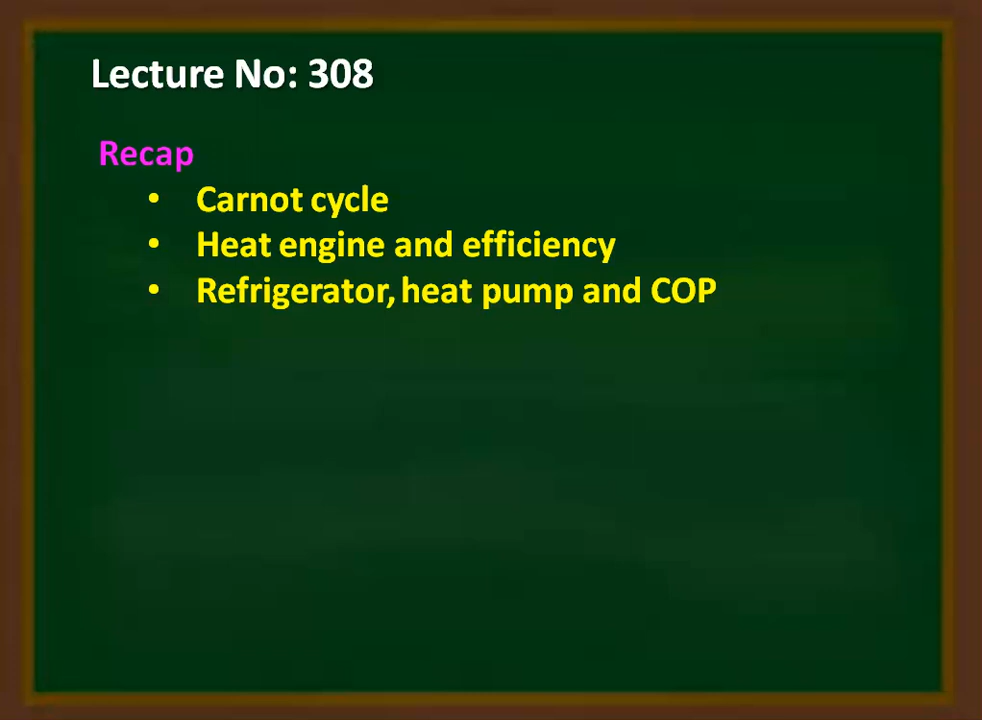 Lecture No: 308
Recap
• Carnot cycle
• Heat engine and efficiency
• Refrigerator, heat pump and COP